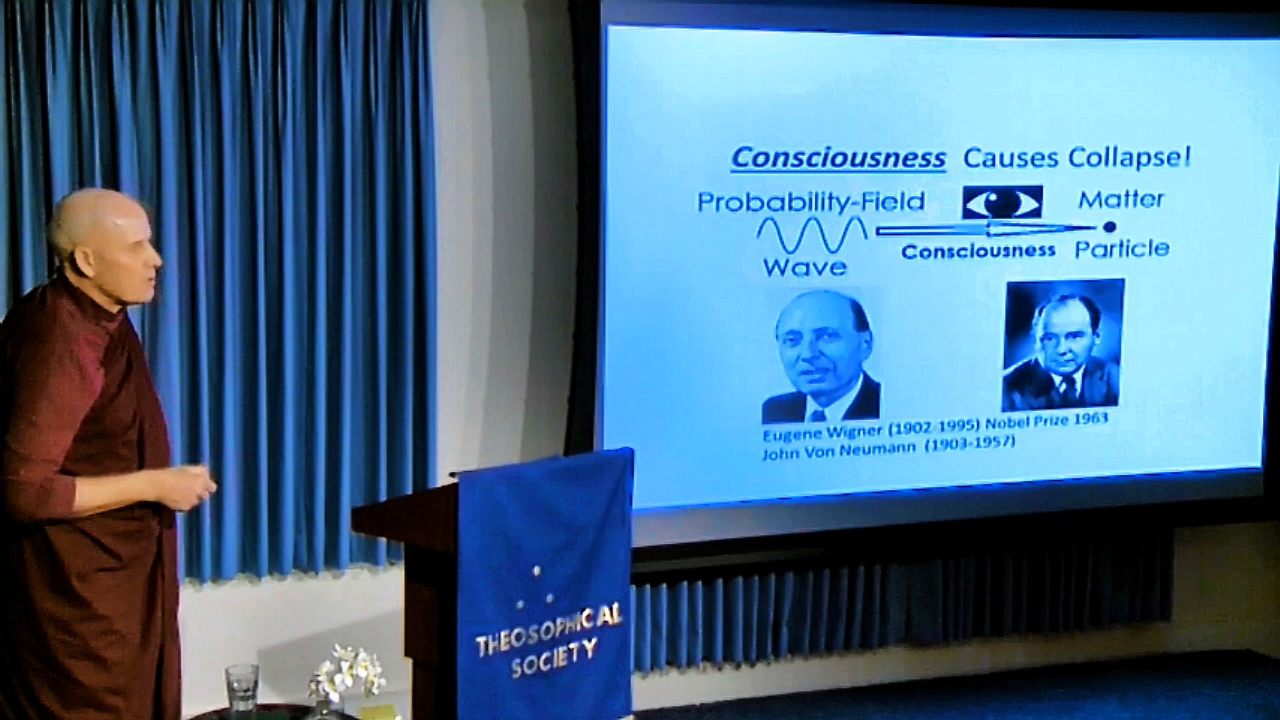 Consciousness Causes Collapse!
Probability-Field Matter
Consciousness Particle
Wave
Eugene Wigner (1902-1995) Nobel Prize 1963
John Von Neumann (1903-1957)
THEOSOPHICAL
SOCIETY